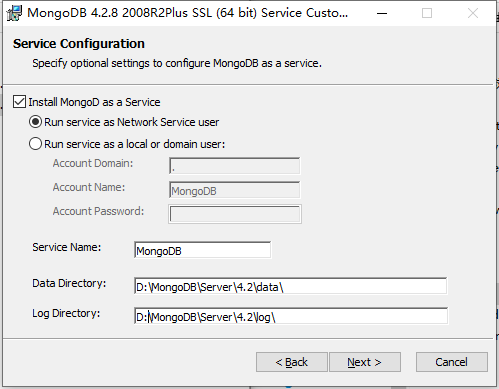 MongoDB 4.2.8 2008R2Plus SSL (64 bit) Service Custo...
Service Configuration
Specify optional settings to configure MongoDB as a service.
Install MongoD as a Service
Run service as Network Service user
Run service as a local or domain user:
Account Domain: .
Account Name: MongoDB
Account Password:
Service Name: MongoDB
Data Directory: D:\MongoDB\Server\4.2\data\
Log Directory: D:\MongoDB\Server\4.2\log\
< Back Next > Cancel